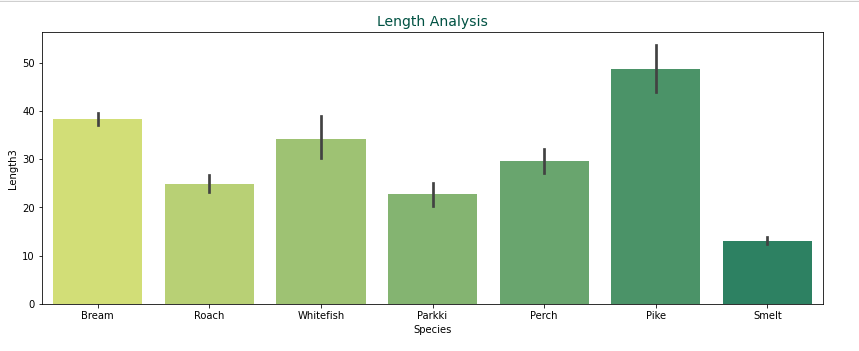 Length Analysis
Length3
50
40
30
20
10
0
Bream Roach Whitefish Parkki Perch Pike Smelt
Species